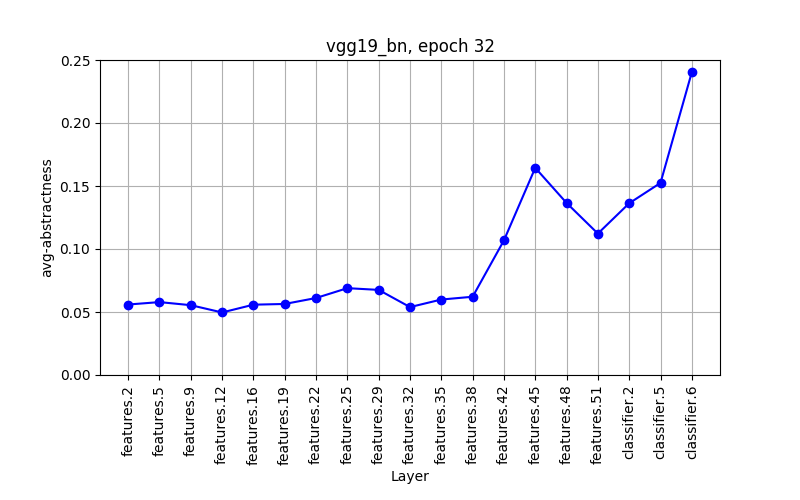 vgg19_bn, epoch 32
avg-abstractness
0.25
0.20
0.15
0.10
0.05
0.00
features.2
features.5
features.9
features.12
features.16
features.19
features.22
features.25
features.29
features.32
features.35
features.38
features.42
features.45
features.48
features.51
classifier.2
classifier.5
classifier.6
Layer